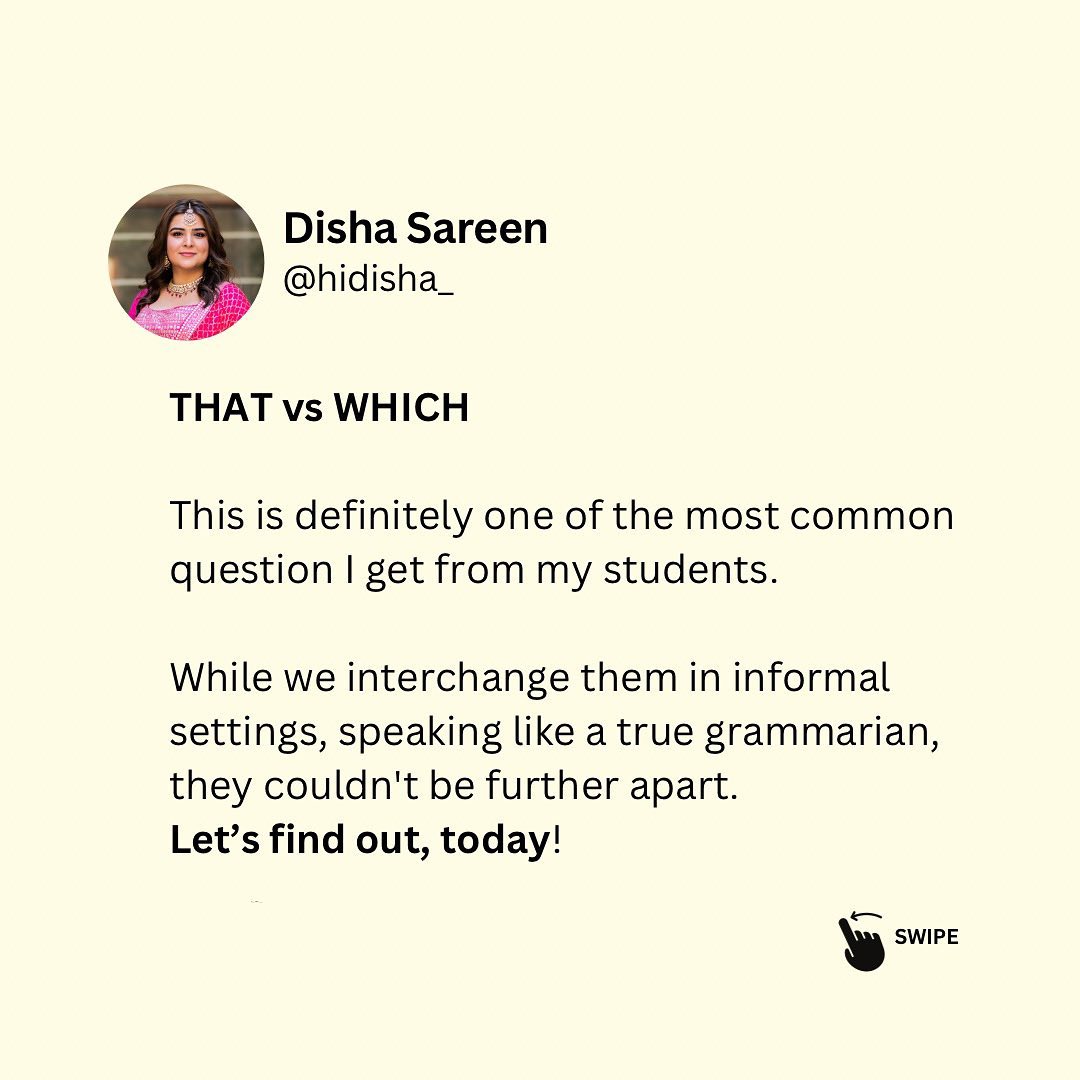 Disha Sareen
@hidisha_
THAT vs WHICH
This is definitely one of the most common
question I get from my students.
While we interchange them in informal
settings, speaking like a true grammarian,
they couldn't be further apart.
Let’s find out, today!
SWIPE